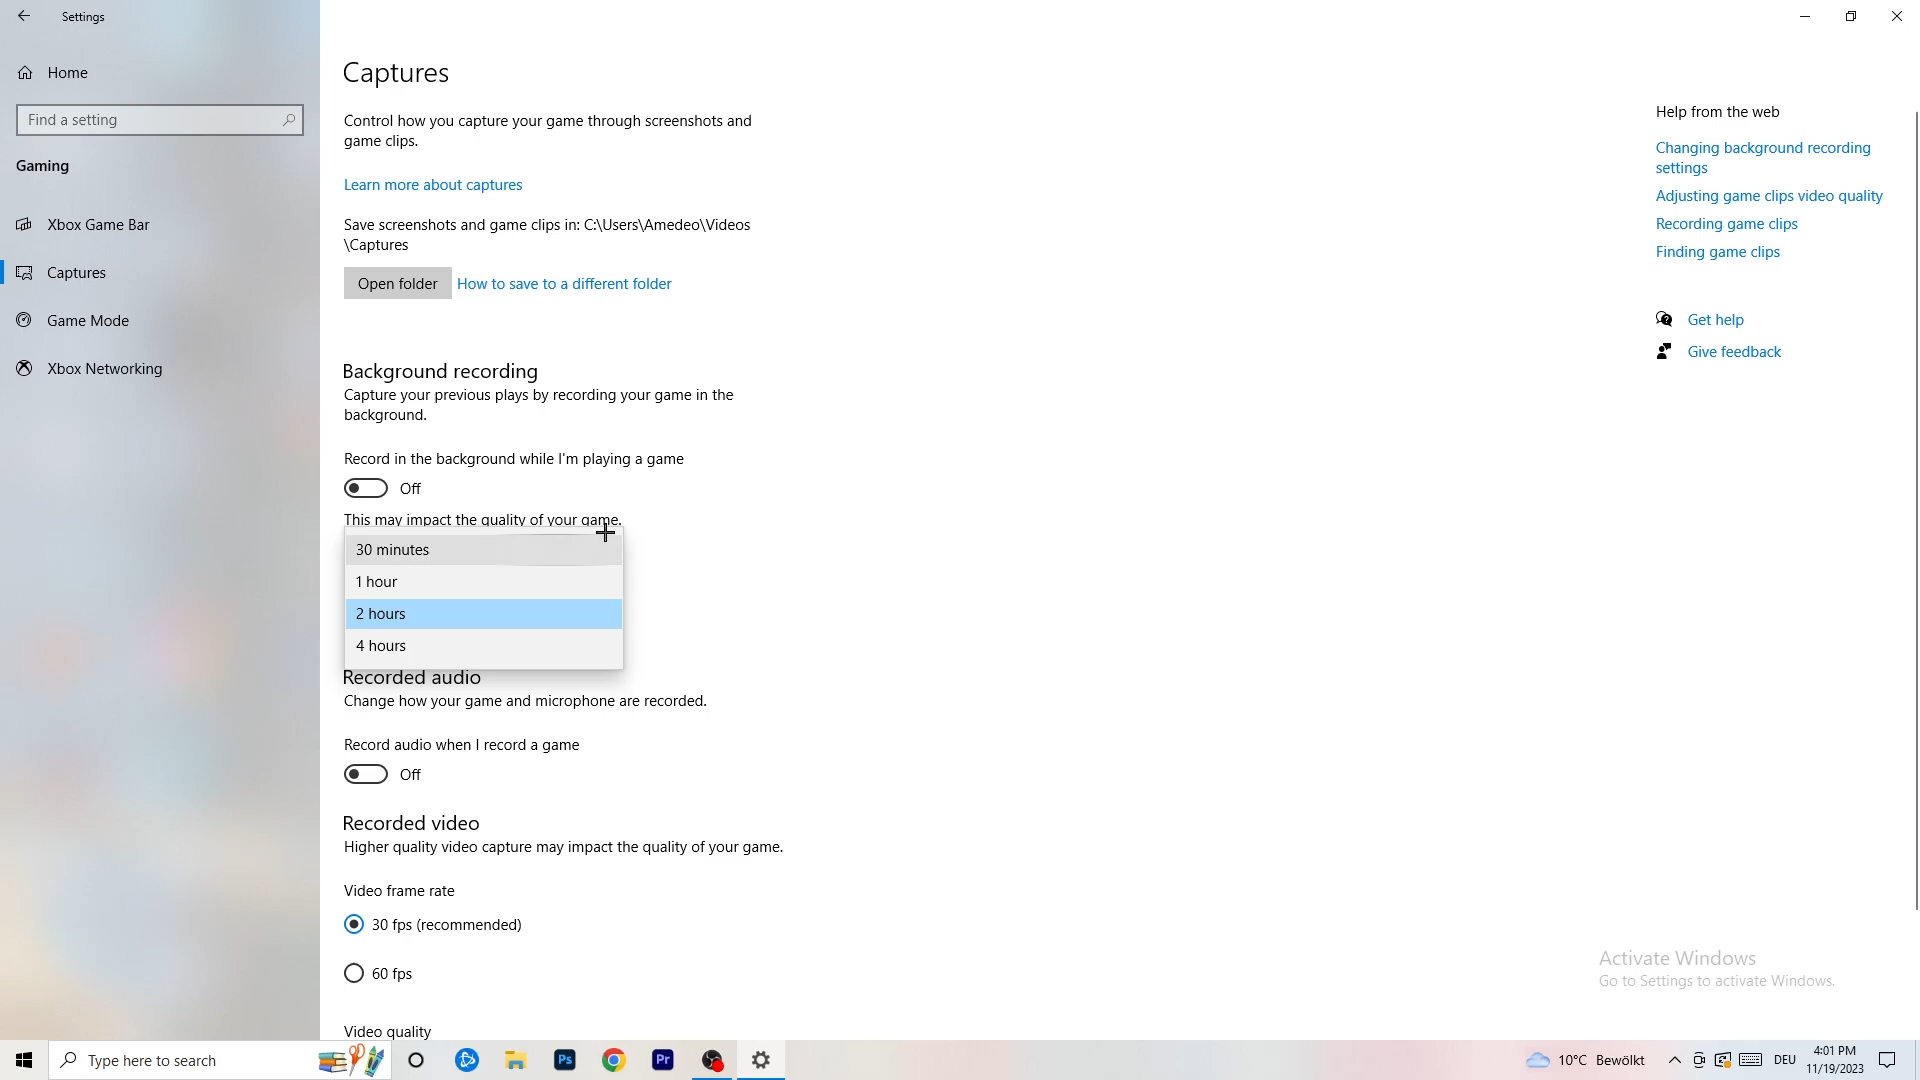 Settings
Home
Find a setting
Gaming
Xbox Game Bar
Captures
Game Mode
Xbox Networking
Captures
Control how you capture your game through screenshots and
game clips.
Learn more about captures
Save screenshots and game clips in: C:\Users\Amedeo\Videos
\Captures
Open folder
How to save to a different folder
Background recording
Capture your previous plays by recording your game in the
background.
Record in the background while I'm playing a game
Off
This may impact the quality of your game.
30 minutes
1 hour
2 hours
4 hours
Recorded audio
Change how your game and microphone are recorded.
Record audio when I record a game
Off
Recorded video
Higher quality video capture may impact the quality of your game.
Video frame rate
30 fps (recommended)
60 fps
Video quality
Help from the web
Changing background recording
settings
Adjusting game clips video quality
Recording game clips
Finding game clips
Get help
Give feedback
Activate Windows
Go to Settings to activate Windows.
Type here to search
Ps
Pr
10°C Bewölkt
DEU
4:01 PM
11/19/2023